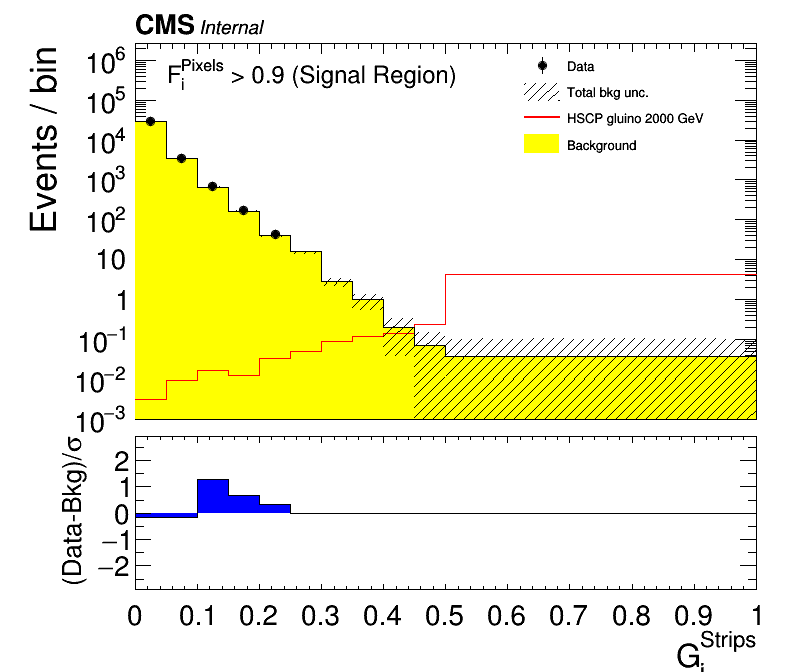 CMS Internal
Events / bin
F_i^Pixels > 0.9 (Signal Region)
Data
Total bkg unc.
HSCP gluino 2000 GeV
Background
10^6
10^5
10^4
10^3
10^2
10
1
10^−1
10^−2
10^−3
(Data-Bkg)/σ
2
1
0
−1
−2
0 0.1 0.2 0.3 0.4 0.5 0.6 0.7 0.8 0.9 1
G_i^Strips